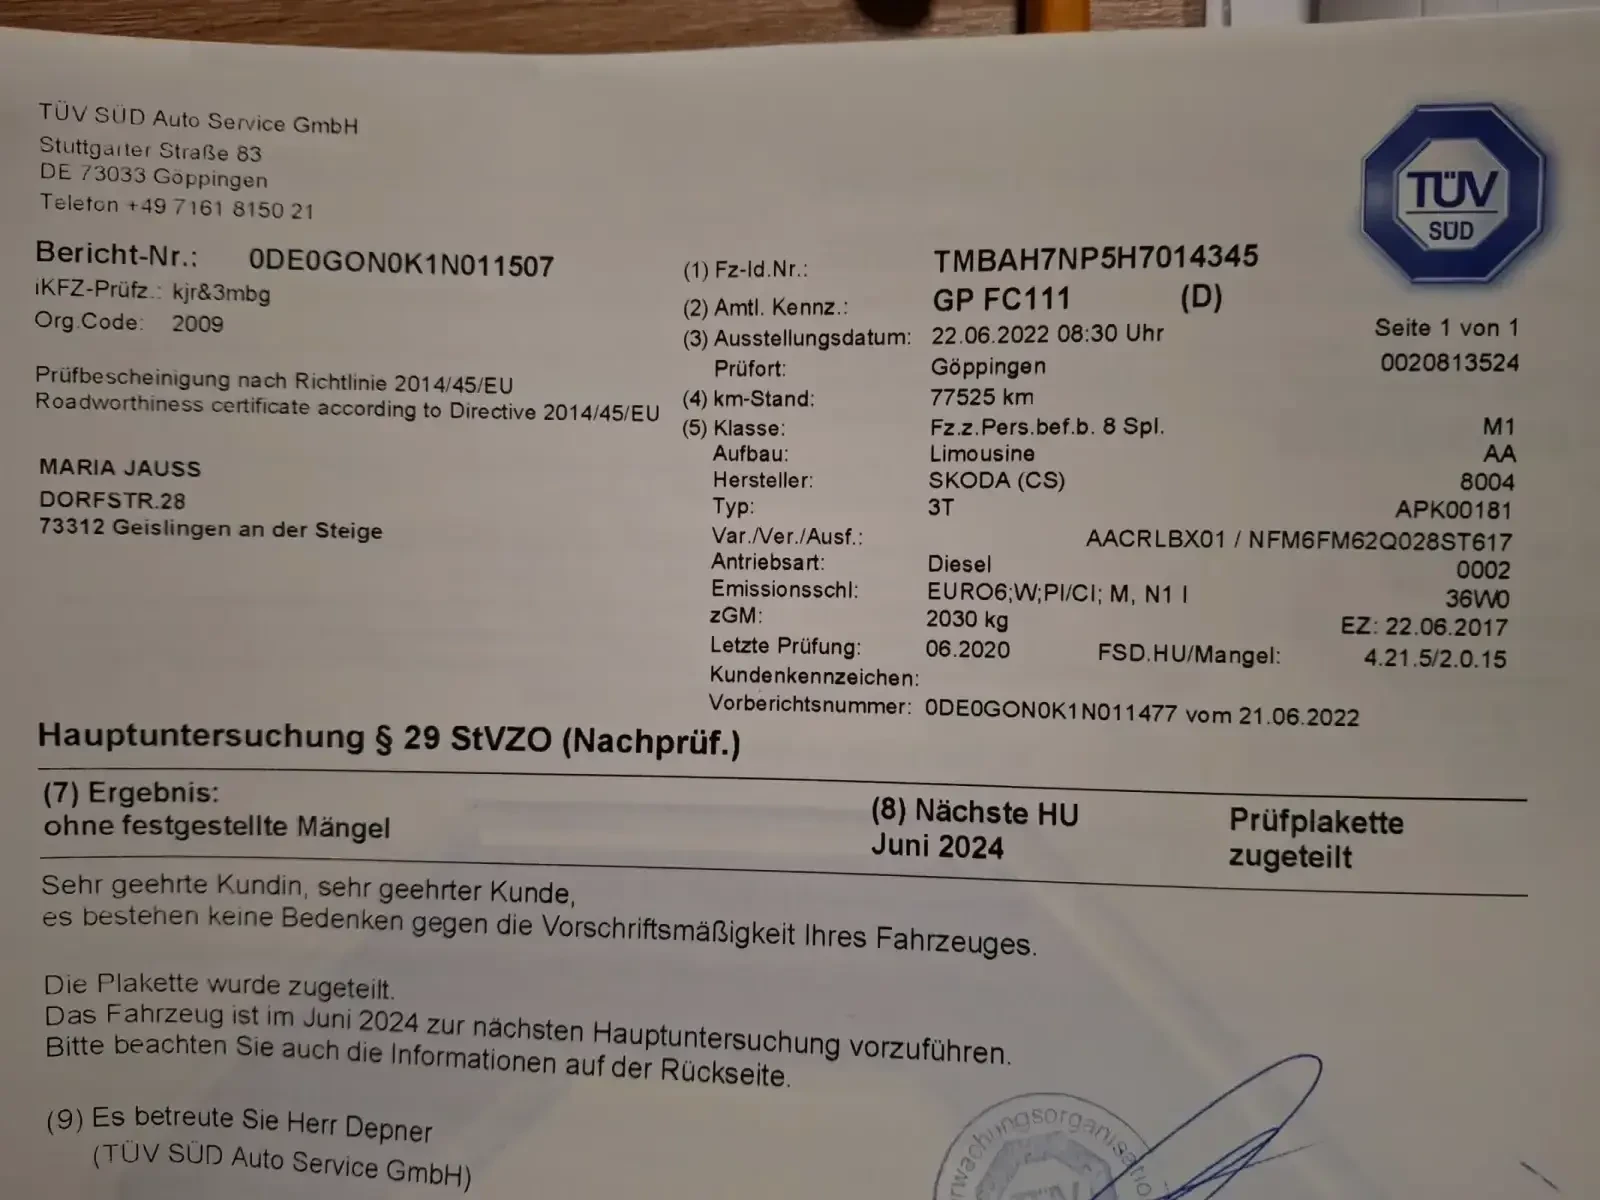 TÜV SÜD Auto Service GmbH
Stuttgarter Straße 83
DE 73033 Göppingen
Telefon +49 7161 8150 21
TÜV
SÜD
Bericht-Nr.: 0DE0GON0K1N011507
iKFZ-Prüfz.: kjr&3mbg
Org.Code: 2009
Prüfbescheinigung nach Richtlinie 2014/45/EU
Roadworthiness certificate according to Directive 2014/45/EU
MARIA JAUSS
DORFSTR.28
73312 Geislingen an der Steige
(1) Fz-Id.Nr.: TMBAH7NP5H7014345
(2) Amtl. Kennz.: GP FC111 (D)
(3) Ausstellungsdatum: 22.06.2022 08:30 Uhr Seite 1 von 1
Prüfort: Göppingen 0020813524
(4) km-Stand: 77525 km
(5) Klasse: Fz.z.Pers.bef.b. 8 Spl. M1
Aufbau: Limousine AA
Hersteller: SKODA (CS) 8004
Typ: 3T APK00181
Var./Ver./Ausf.: AACRLBX01 / NFM6FM62Q028ST617
Antriebsart: Diesel 0002
Emissionsschl: EURO6;W;PI/CI; M, N1 I 36W0
zGM: 2030 kg EZ: 22.06.2017
Letzte Prüfung: 06.2020 FSD.HU/Mangel: 4.21.5/2.0.15
Kundenkennzeichen:
Vorberichtsnummer: 0DE0GON0K1N011477 vom 21.06.2022
Hauptuntersuchung § 29 StVZO (Nachprüf.)
(7) Ergebnis:
ohne festgestellte Mängel
(8) Nächste HU
Juni 2024
Prüfplakette
zugeteilt
Sehr geehrte Kundin, sehr geehrter Kunde,
es bestehen keine Bedenken gegen die Vorschriftsmäßigkeit Ihres Fahrzeuges.
Die Plakette wurde zugeteilt.
Das Fahrzeug ist im Juni 2024 zur nächsten Hauptuntersuchung vorzuführen.
Bitte beachten Sie auch die Informationen auf der Rückseite.
(9) Es betreute Sie Herr Depner
(TÜV SÜD Auto Service GmbH)